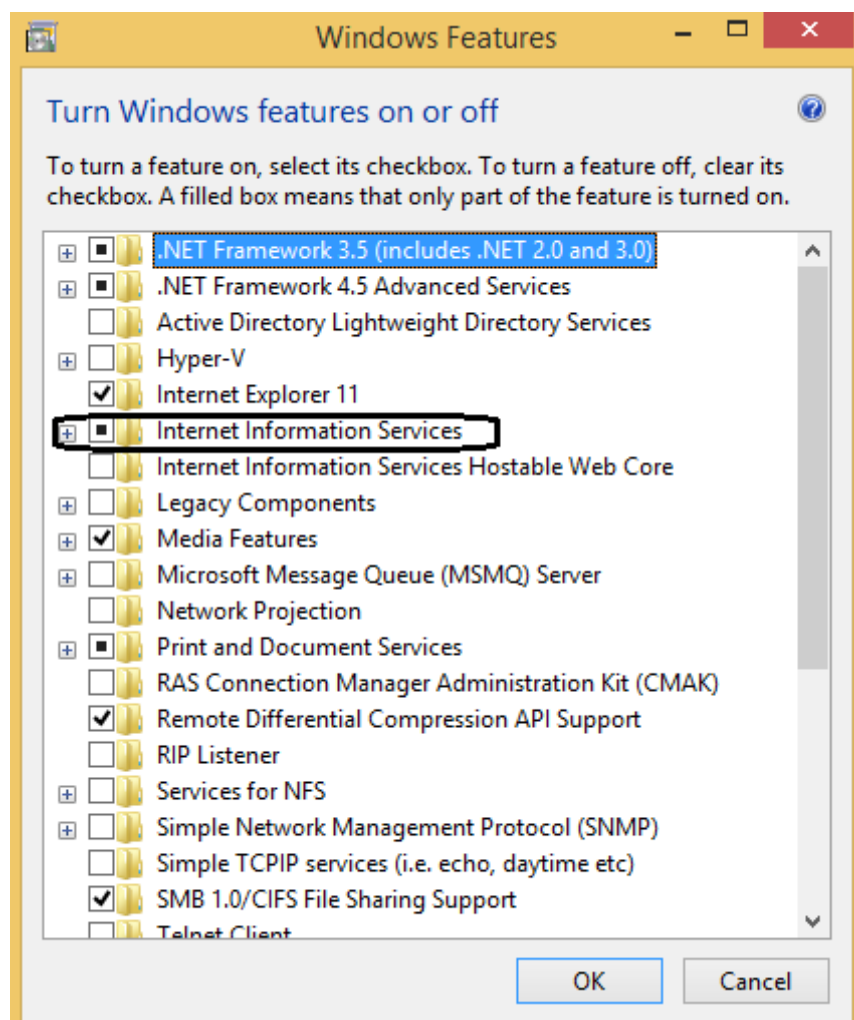 Windows Features
Turn Windows features on or off
To turn a feature on, select its checkbox. To turn a feature off, clear its
checkbox. A filled box means that only part of the feature is turned on.
.NET Framework 3.5 (includes .NET 2.0 and 3.0)
.NET Framework 4.5 Advanced Services
Active Directory Lightweight Directory Services
Hyper-V
Internet Explorer 11
Internet Information Services
Internet Information Services Hostable Web Core
Legacy Components
Media Features
Microsoft Message Queue (MSMQ) Server
Network Projection
Print and Document Services
RAS Connection Manager Administration Kit (CMAK)
Remote Differential Compression API Support
RIP Listener
Services for NFS
Simple Network Management Protocol (SNMP)
Simple TCPIP services (i.e. echo, daytime etc)
SMB 1.0/CIFS File Sharing Support
Telnet Client
OK Cancel